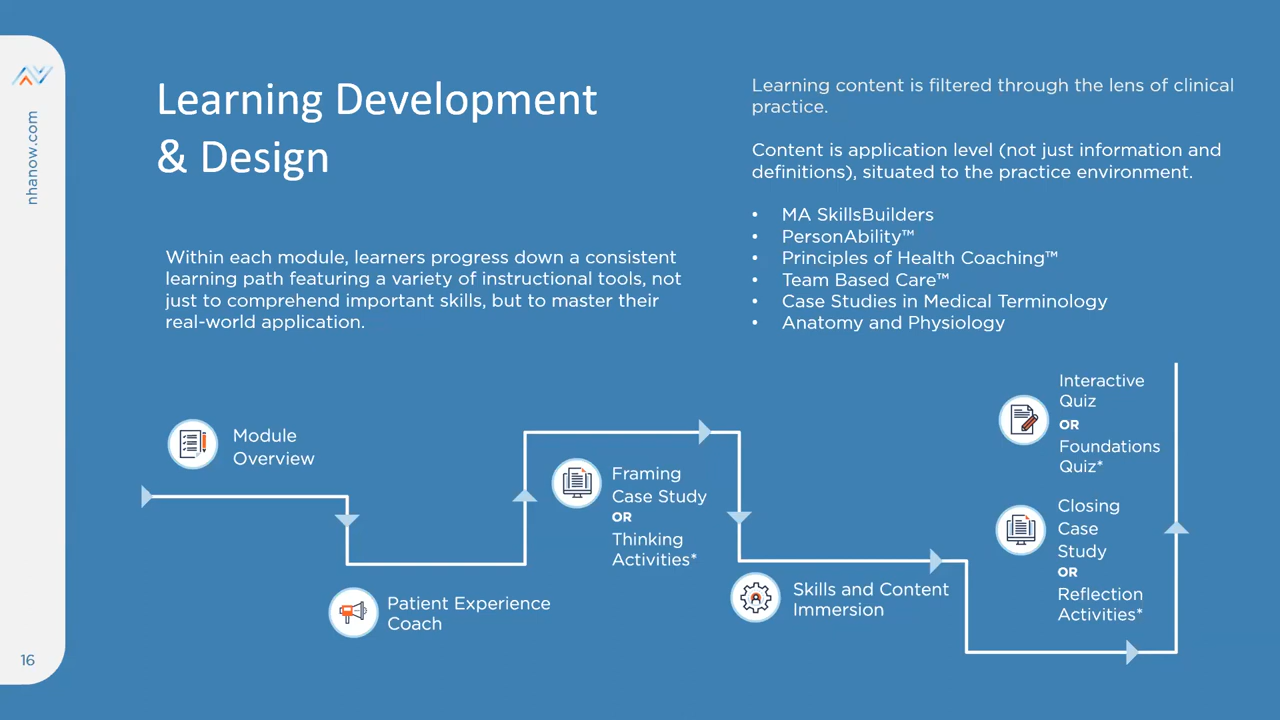 nhanow.com
Learning Development
& Design
Within each module, learners progress down a consistent
learning path featuring a variety of instructional tools, not
just to comprehend important skills, but to master their
real-world application.
Learning content is filtered through the lens of clinical
practice.
Content is application level (not just information and
definitions), situated to the practice environment.
• MA SkillsBuilders
• PersonAbility™
• Principles of Health Coaching™
• Team Based Care™
• Case Studies in Medical Terminology
• Anatomy and Physiology
Module
Overview
Patient Experience
Coach
Framing
Case Study
OR
Thinking
Activities*
Skills and Content
Immersion
Closing
Case
Study
OR
Reflection
Activities*
Interactive
Quiz
OR
Foundations
Quiz*
16